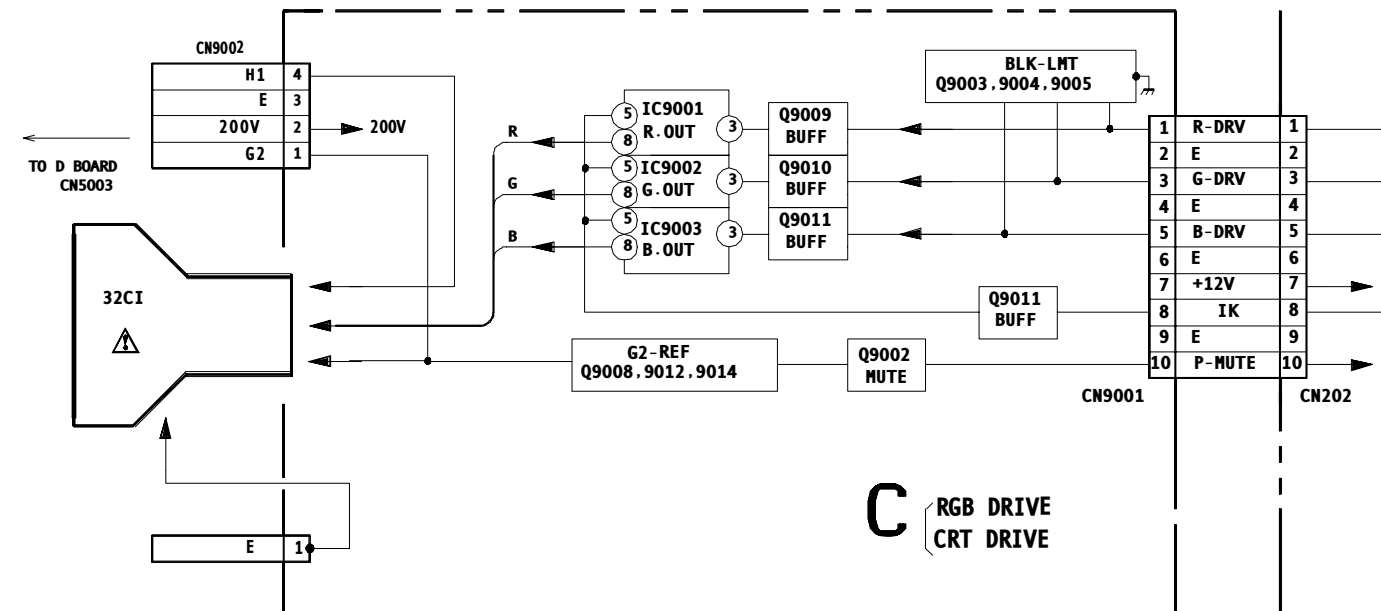 CN9002
H1 4
E 3
200V 2
G2 1
200V
TO D BOARD
CN5003
32CI
E 1
R
G
B
5 IC9001
8 R.OUT
3
5 IC9002
8 G.OUT
3
5 IC9003
8 B.OUT
3
Q9009
BUFF
Q9010
BUFF
Q9011
BUFF
BLK-LMT
Q9003,9004,9005
Q9011
BUFF
G2-REF
Q9008,9012,9014
Q9002
MUTE
1 R-DRV 1
2 E 2
3 G-DRV 3
4 E 4
5 B-DRV 5
6 E 6
7 +12V 7
8 IK 8
9 E 9
10 P-MUTE 10
CN9001
CN202
C
RGB DRIVE
CRT DRIVE